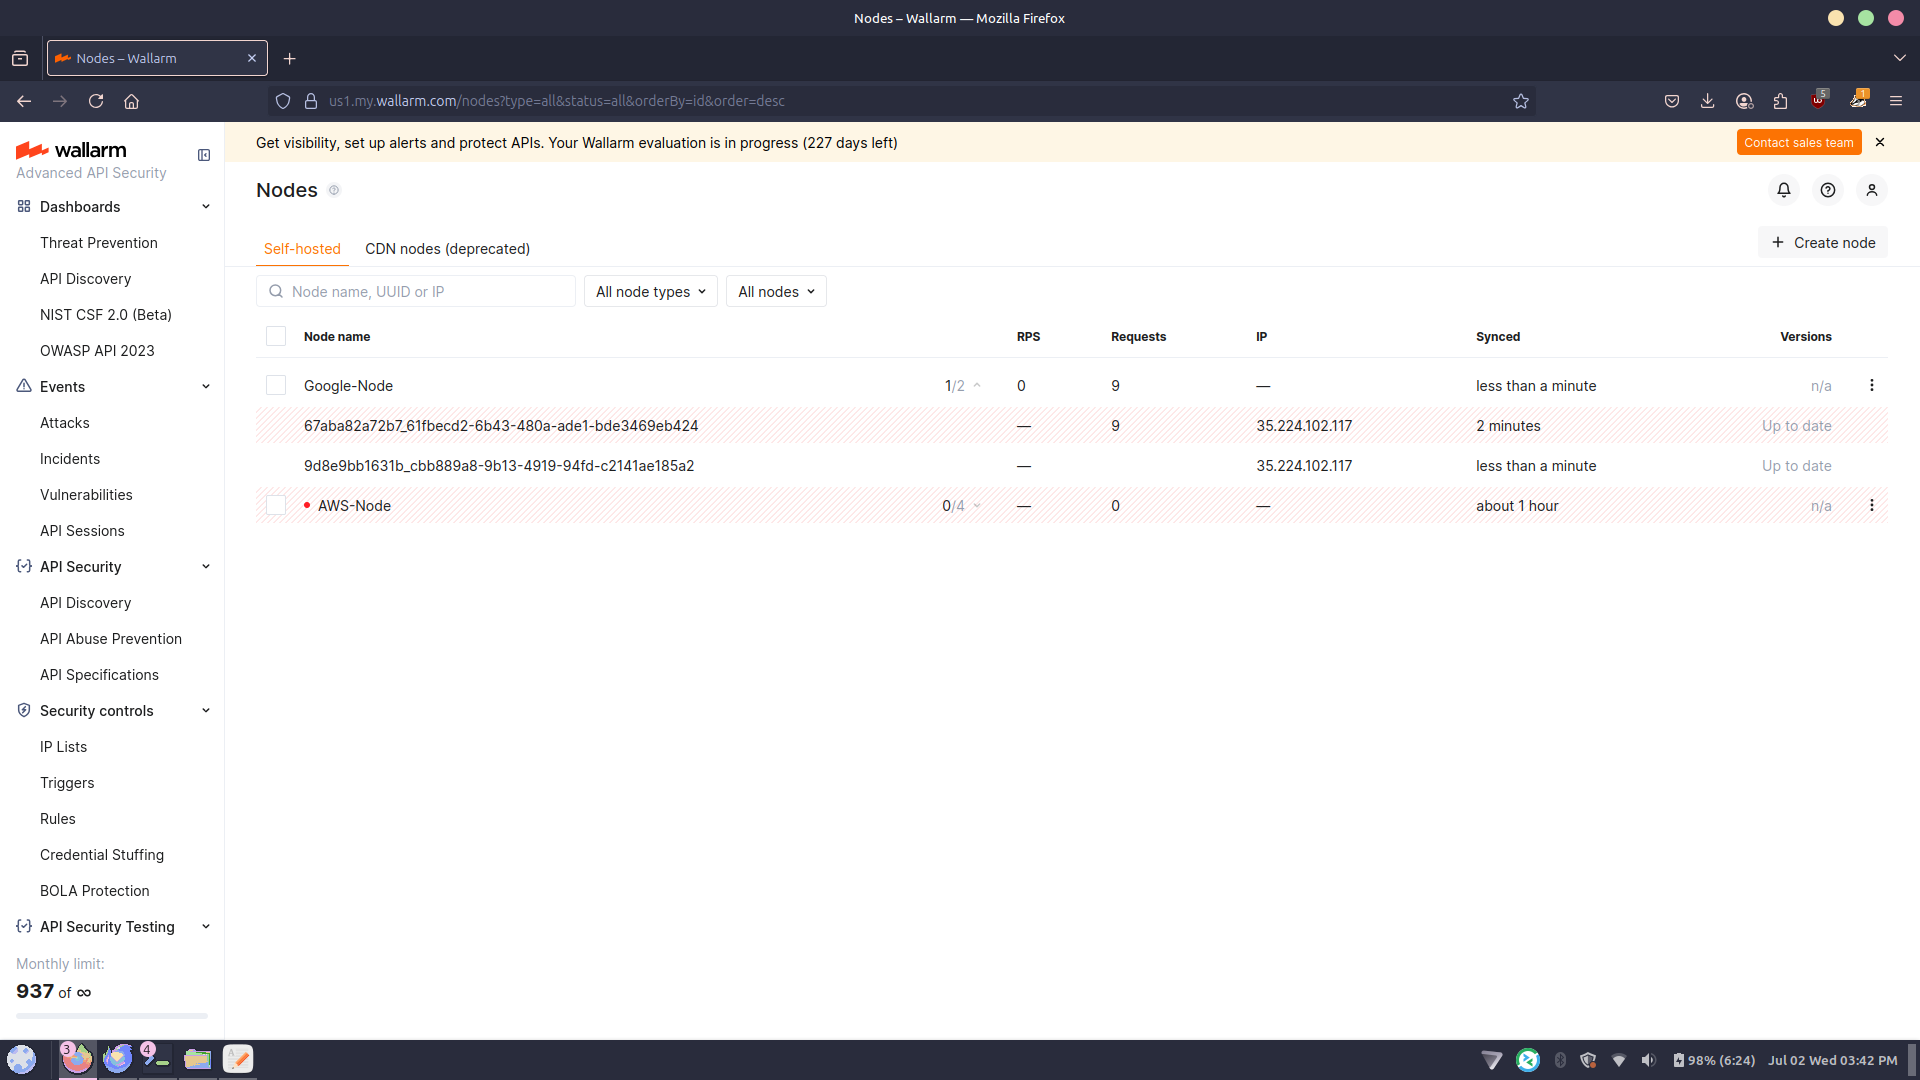 Nodes – Wallarm — Mozilla Firefox
Nodes – Wallarm
us1.my.wallarm.com/nodes?type=all&status=all&orderBy=id&order=desc
5
1
wallarm
Advanced API Security
Dashboards
Threat Prevention
API Discovery
NIST CSF 2.0 (Beta)
OWASP API 2023
Events
Attacks
Incidents
Vulnerabilities
API Sessions
API Security
API Discovery
API Abuse Prevention
API Specifications
Security controls
IP Lists
Triggers
Rules
Credential Stuffing
BOLA Protection
API Security Testing
Monthly limit:
937 of ∞
Get visibility, set up alerts and protect APIs. Your Wallarm evaluation is in progress (227 days left)
Contact sales team
Nodes
Self-hosted CDN nodes (deprecated)
Create node
Node name, UUID or IP
All node types
All nodes
Node name RPS Requests IP Synced Versions
Google-Node 1/2 0 9 — less than a minute n/a
67aba82a72b7_61fbecd2-6b43-480a-ade1-bde3469eb424 — 9 35.224.102.117 2 minutes Up to date
9d8e9bb1631b_cbb889a8-9b13-4919-94fd-c2141ae185a2 — 35.224.102.117 less than a minute Up to date
AWS-Node 0/4 — 0 — about 1 hour n/a
3
4
98% (6:24)
Jul 02 Wed 03:42 PM